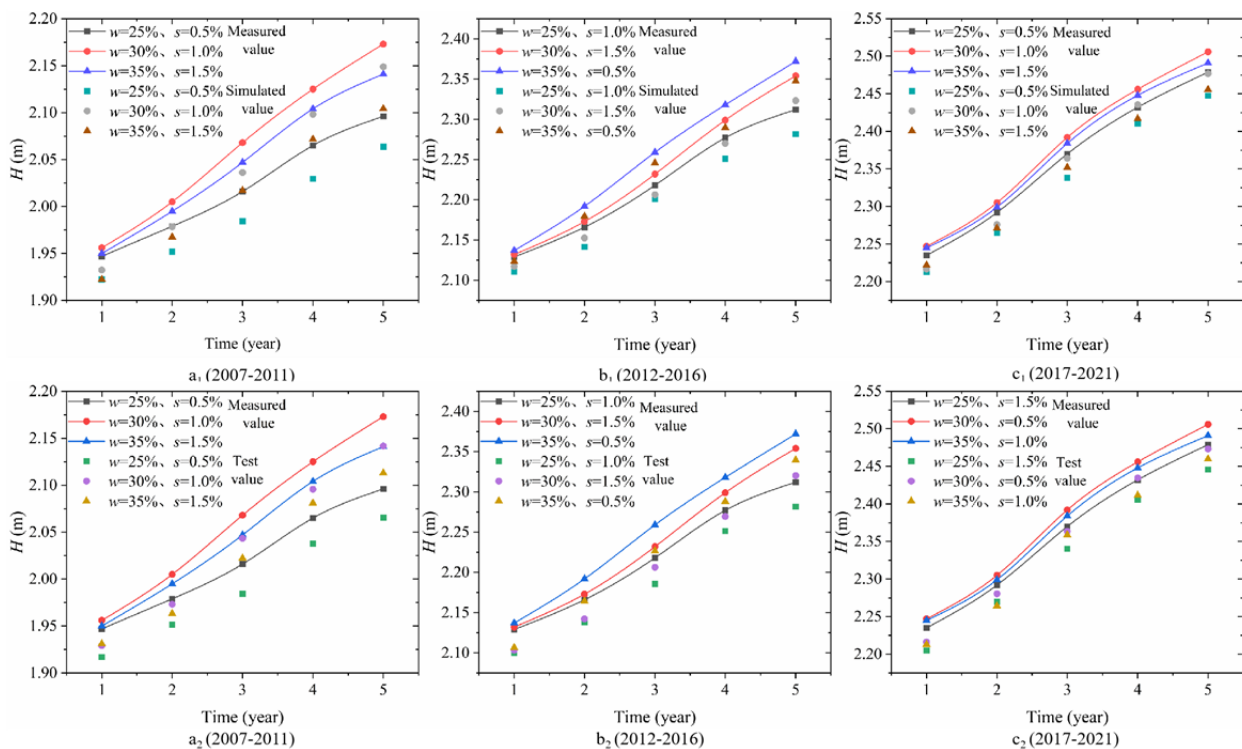 2.20
2.15
2.10
2.05
2.00
1.95
1.90
H (m)
w=25%、s=0.5% Measured
w=30%、s=1.0% value
w=35%、s=1.5%
w=25%、s=0.5% Simulated
w=30%、s=1.0% value
w=35%、s=1.5%
1 2 3 4 5
Time (year)
a₁ (2007-2011)
2.40
2.35
2.30
2.25
2.20
2.15
2.10
H (m)
w=25%、s=1.0% Measured
w=30%、s=1.5% value
w=35%、s=0.5%
w=25%、s=1.0% Simulated
w=30%、s=1.5% value
w=35%、s=0.5%
1 2 3 4 5
Time (year)
b₁ (2012-2016)
2.55
2.50
2.45
2.40
2.35
2.30
2.25
2.20
H (m)
w=25%、s=0.5% Measured
w=30%、s=1.0% value
w=35%、s=1.5%
w=25%、s=0.5% Simulated
w=30%、s=1.0% value
w=35%、s=1.5%
1 2 3 4 5
Time (year)
c₁ (2017-2021)
2.20
2.15
2.10
2.05
2.00
1.95
1.90
H (m)
w=25%、s=0.5% Measured
w=30%、s=1.0% value
w=35%、s=1.5%
w=25%、s=0.5% Test
w=30%、s=1.0% value
w=35%、s=1.5%
1 2 3 4 5
Time (year)
a₂ (2007-2011)
2.40
2.35
2.30
2.25
2.20
2.15
2.10
H (m)
w=25%、s=1.0% Measured
w=30%、s=1.5% value
w=35%、s=0.5%
w=25%、s=1.0% Test
w=30%、s=1.5% value
w=35%、s=0.5%
1 2 3 4 5
Time (year)
b₂ (2012-2016)
2.55
2.50
2.45
2.40
2.35
2.30
2.25
2.20
H (m)
w=25%、s=1.5% Measured
w=30%、s=0.5% value
w=35%、s=1.0%
w=25%、s=1.5% Test
w=30%、s=0.5% value
w=35%、s=1.0%
1 2 3 4 5
Time (year)
c₂ (2017-2021)